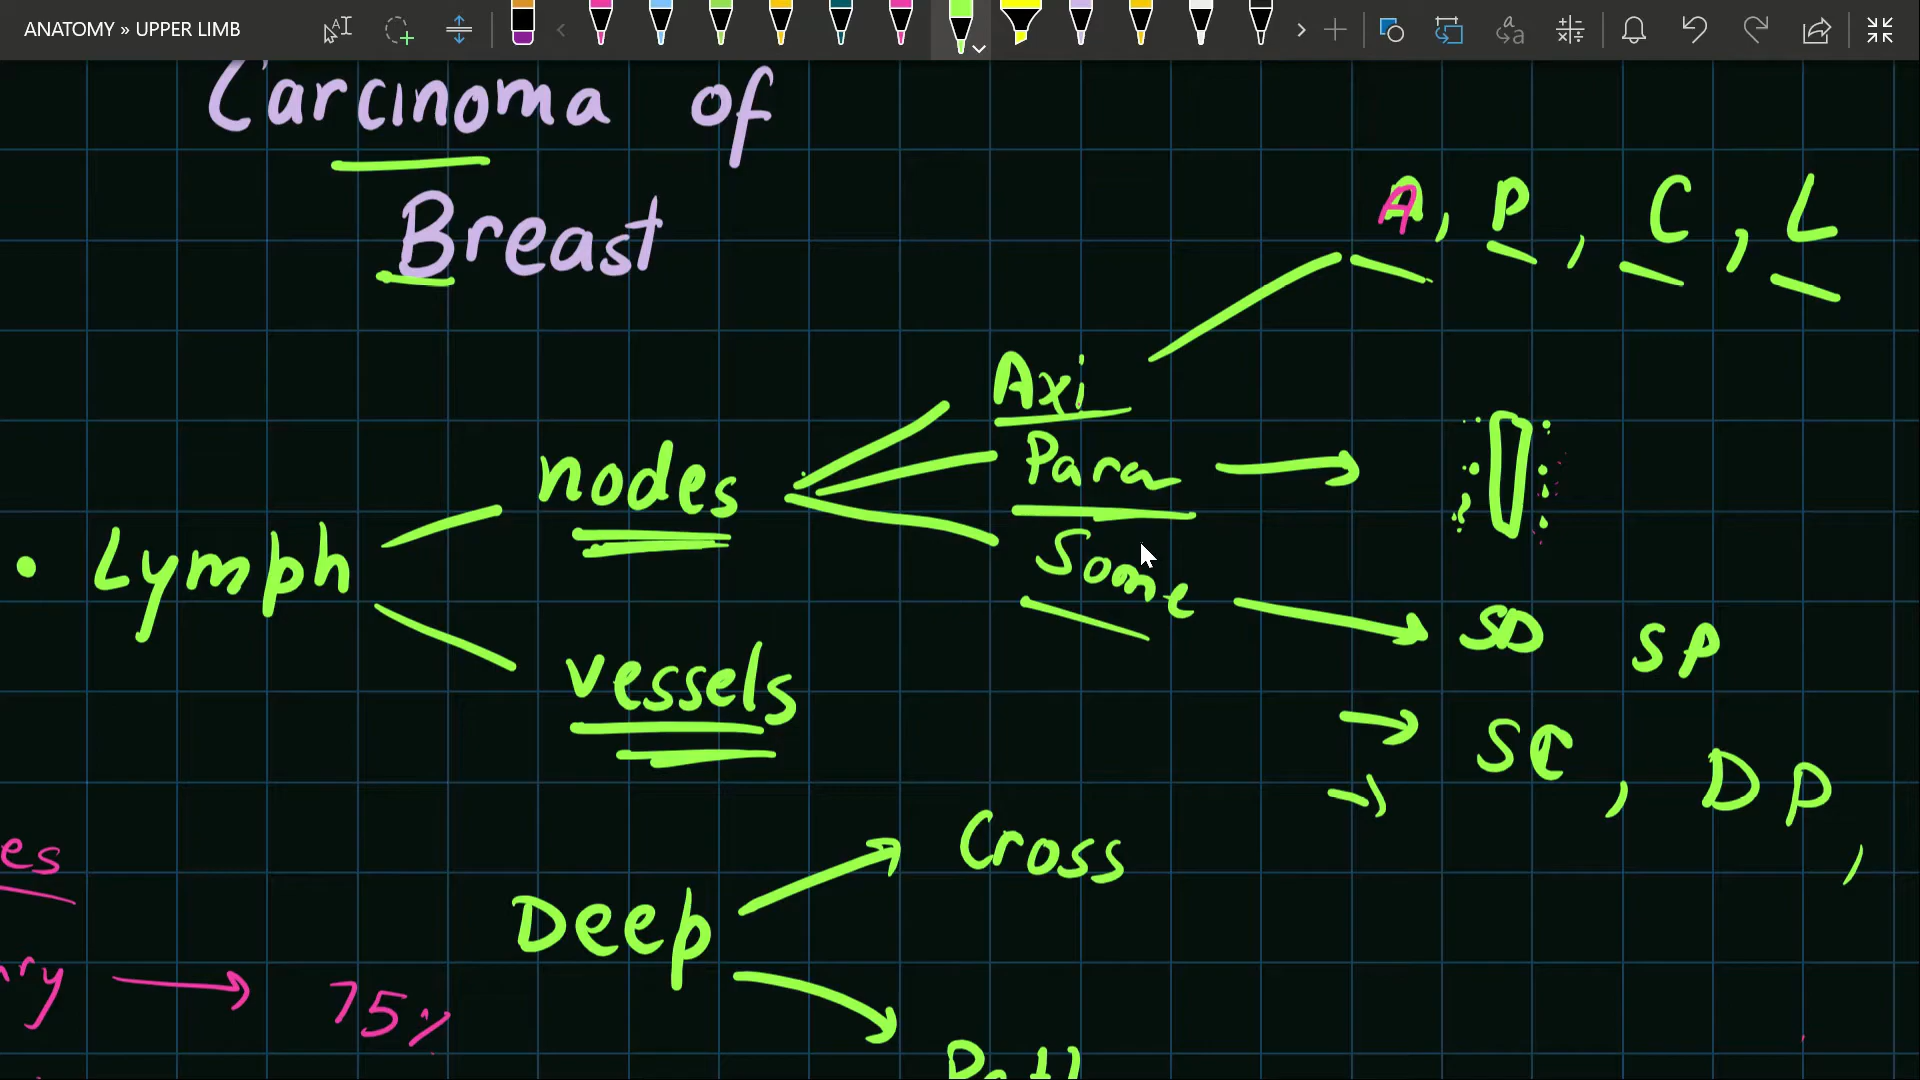 ANATOMY » UPPER LIMB
Carcinoma of
Breast
A, P, C, L
Axi
Para
Some
nodes
• Lymph
vessels
SD SP
SC, DP,
es
Cross
Deep
ary → 75%